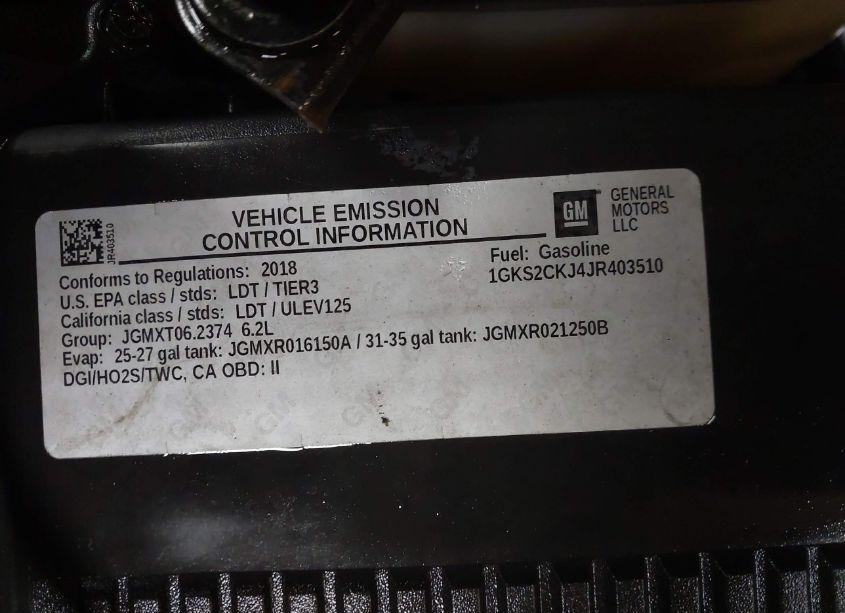 VEHICLE EMISSION
CONTROL INFORMATION
GM
GENERAL
MOTORS
LLC
JR403510
Conforms to Regulations: 2018
Fuel: Gasoline
U.S. EPA class / stds: LDT / TIER3
1GKS2CKJ4JR403510
California class / stds: LDT / ULEV125
Group: JGMXT06.2374 6.2L
Evap: 25-27 gal tank: JGMXR016150A / 31-35 gal tank: JGMXR021250B
DGI/HO2S/TWC, CA OBD: II